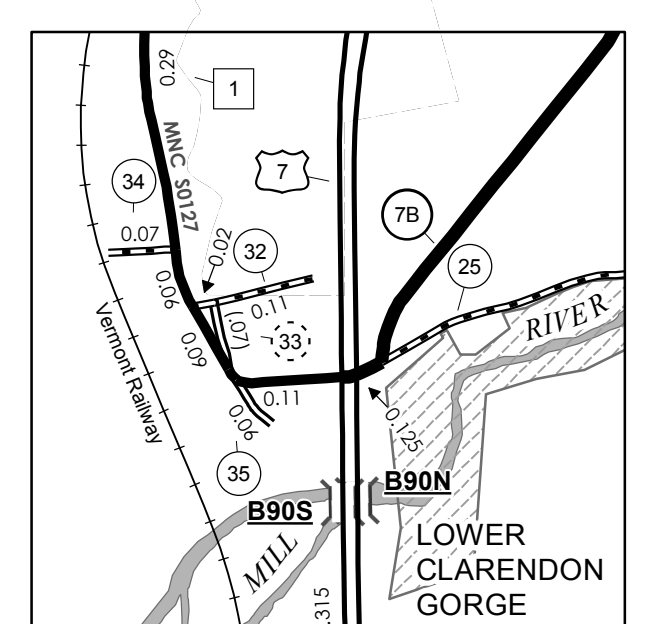 0.29
1
MNC S0127
7
34
7B
0.07
0.02
32
25
0.06
0.11
RIVER
Vermont Railway
(.07)
33
0.09
0.11
0.125
0.06
35
B90N
B90S
LOWER
CLARENDON
GORGE
MILL
.315